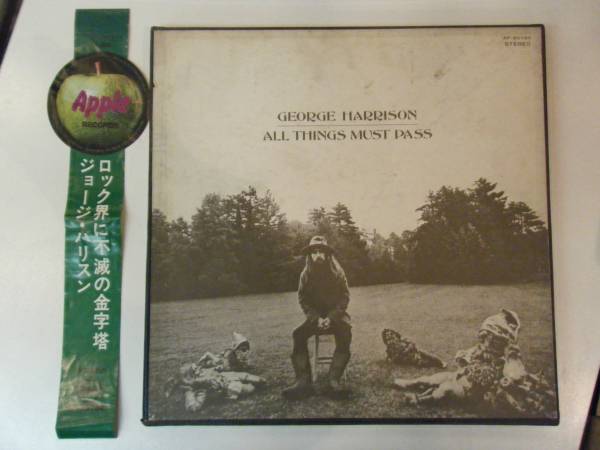 Apple
RECORDS
ロック界に不滅の金字塔
ジョージ・ハリスン
STEREO
GEORGE HARRISON
ALL THINGS MUST PASS